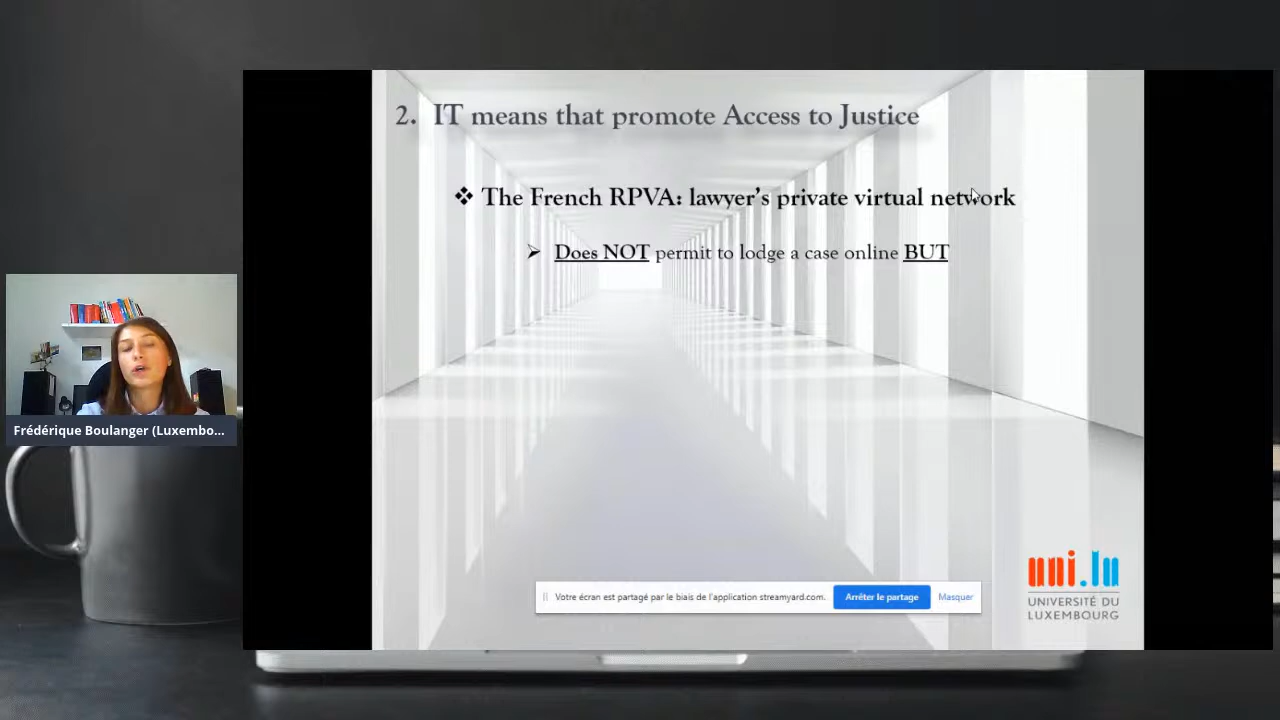 2. IT means that promote Access to Justice
❖ The French RPVA: lawyer's private virtual network
➢ Does NOT permit to lodge a case online BUT
Frédérique Boulanger (Luxembo...
Votre écran est partagé par le biais de l'application streamyard.com.
Arrêter le partage
Masquer
uni.lu
UNIVERSITÉ DU
LUXEMBOURG